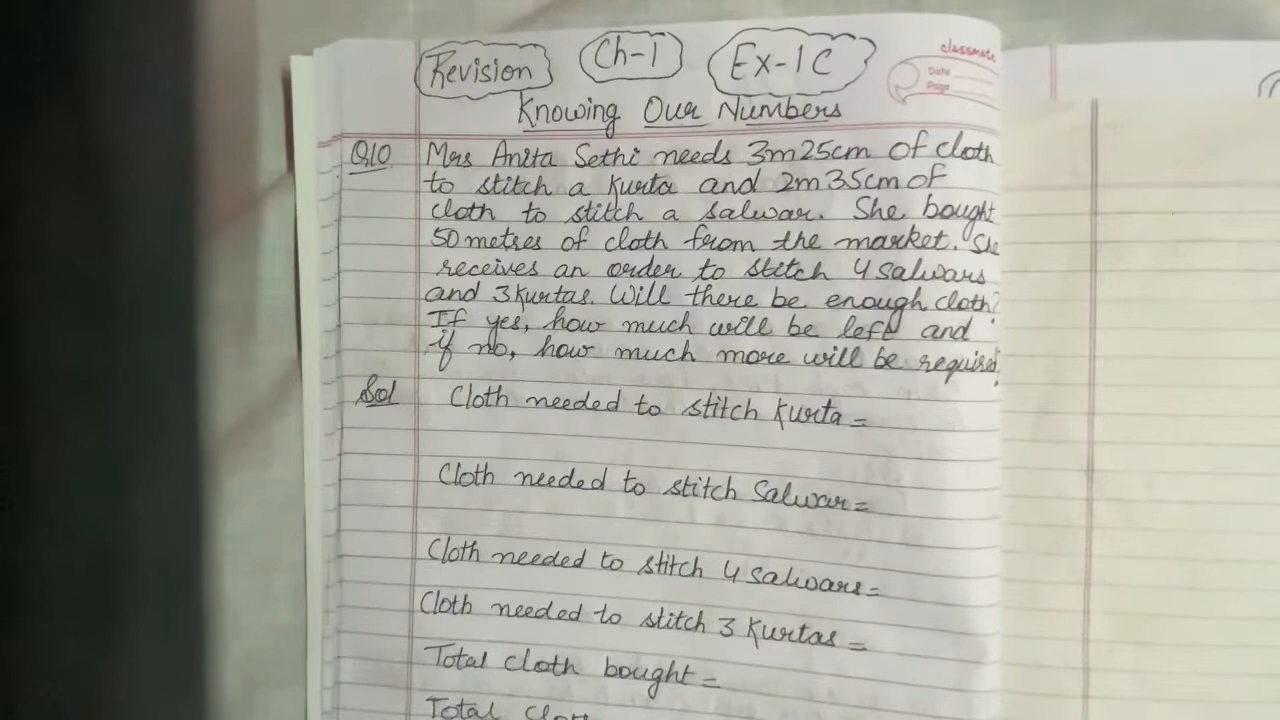 Revision Ch-1 Ex-1C
classmate
Date
Page
Knowing Our Numbers
Q10 Mrs Anita Sethi needs 3m25cm of cloth
to stitch a kurta and 2m35cm of
cloth to stitch a salwar. She bought
50 metres of cloth from the market. She
receives an order to stitch 4 salwars
and 3 kurtas. Will there be enough cloth?
If yes, how much will be left and
if no, how much more will be required?
Sol Cloth needed to stitch kurta =
Cloth needed to stitch Salwar =
Cloth needed to stitch 4 salwars =
Cloth needed to stitch 3 kurtas =
Total cloth bought =
Total